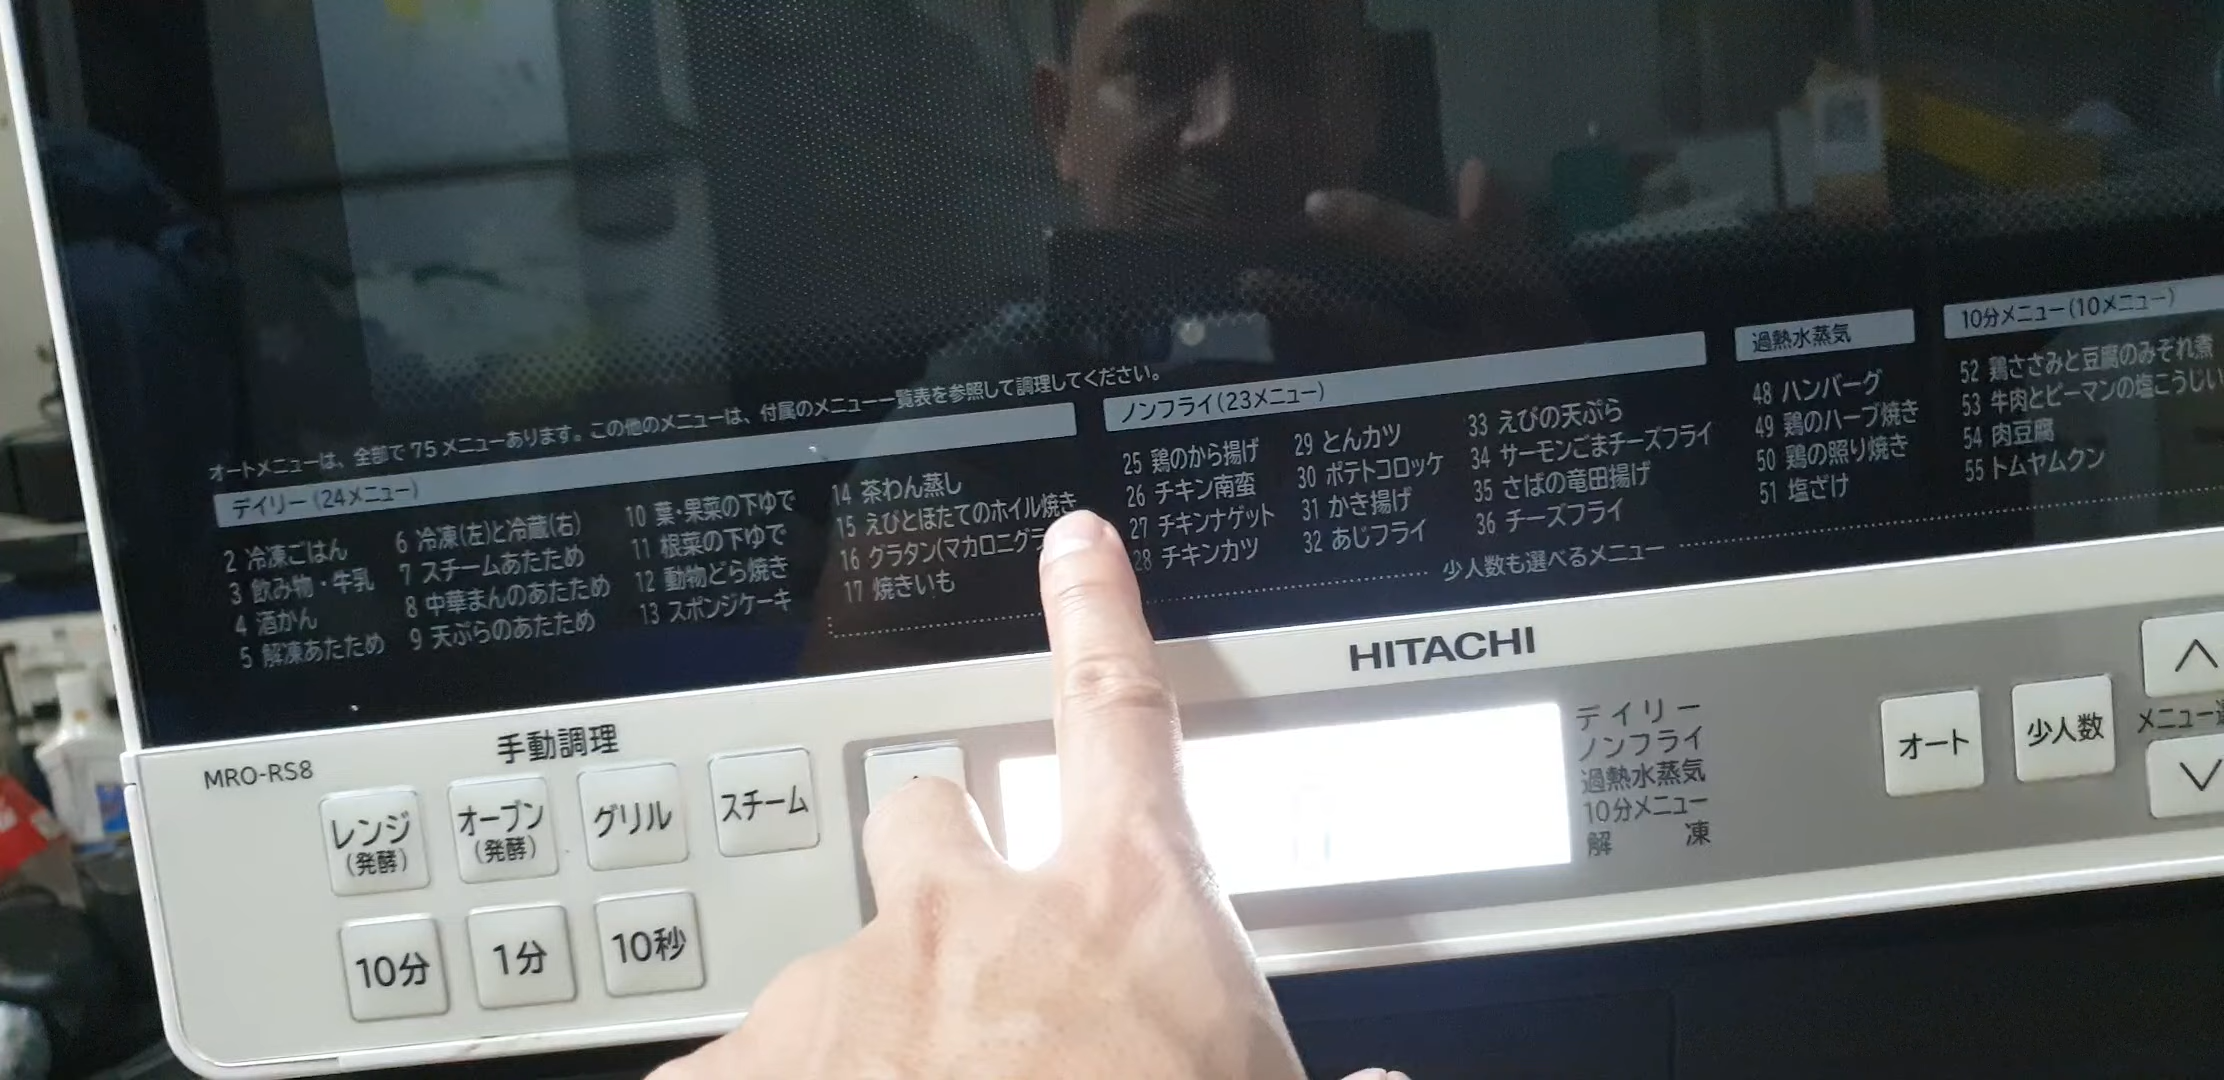 オートメニューは、全部で75メニューあります。この他のメニューは、付属のメニュー一覧表を参照して調理してください。
デイリー(24メニュー)
2 冷凍ごはん
3 飲み物・牛乳
4 酒かん
5 解凍あたため
6 冷凍(左)と冷蔵(右)
7 スチームあたため
8 中華まんのあたため
9 天ぷらのあたため
10 葉・果菜の下ゆで
11 根菜の下ゆで
12 動物どら焼き
13 スポンジケーキ
14 茶わん蒸し
15 えびとほたてのホイル焼き
16 グラタン(マカロニグラ
17 焼きいも
ノンフライ(23メニュー)
25 鶏のから揚げ
26 チキン南蛮
27 チキンナゲット
28 チキンカツ
29 とんカツ
30 ポテトコロッケ
31 かき揚げ
32 あじフライ
33 えびの天ぷら
34 サーモンごまチーズフライ
35 さばの竜田揚げ
36 チーズフライ
少人数も選べるメニュー
過熱水蒸気
48 ハンバーグ
49 鶏のハーブ焼き
50 鶏の照り焼き
51 塩ざけ
10分メニュー(10メニュー)
52 鶏ささみと豆腐のみぞれ煮
53 牛肉とピーマンの塩こうじい
54 肉豆腐
55 トムヤムクン
HITACHI
MRO-RS8
手動調理
レンジ
(発酵)
オーブン
(発酵)
グリル
スチーム
10分
1分
10秒
デイリー
ノンフライ
過熱水蒸気
10分メニュー
解凍
オート
少人数
メニュー選